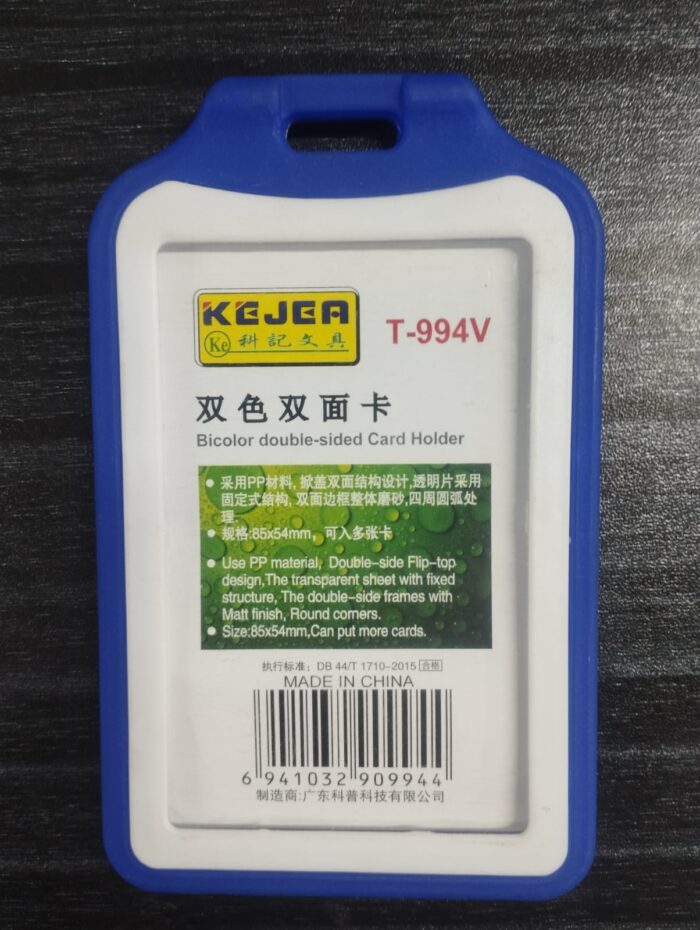 KEJEA
Ke 科記文具
T-994V
双色双面卡
Bicolor double-sided Card Holder
● 采用PP材料, 掀盖双面结构设计,透明片采用
固定式结构, 双面边框整体磨砂,四周圆弧处
理.
● 规格:85x54mm, 可入多张卡
● Use PP material, Double-side Flip-top
design,The transparent sheet with fixed
structure, The double-side frames with
Matt finish, Round corners.
● Size:85x54mm,Can put more cards.
执行标准: DB 44/T 1710-2015 合格
MADE IN CHINA
6 941032 909944
制造商:广东科普科技有限公司